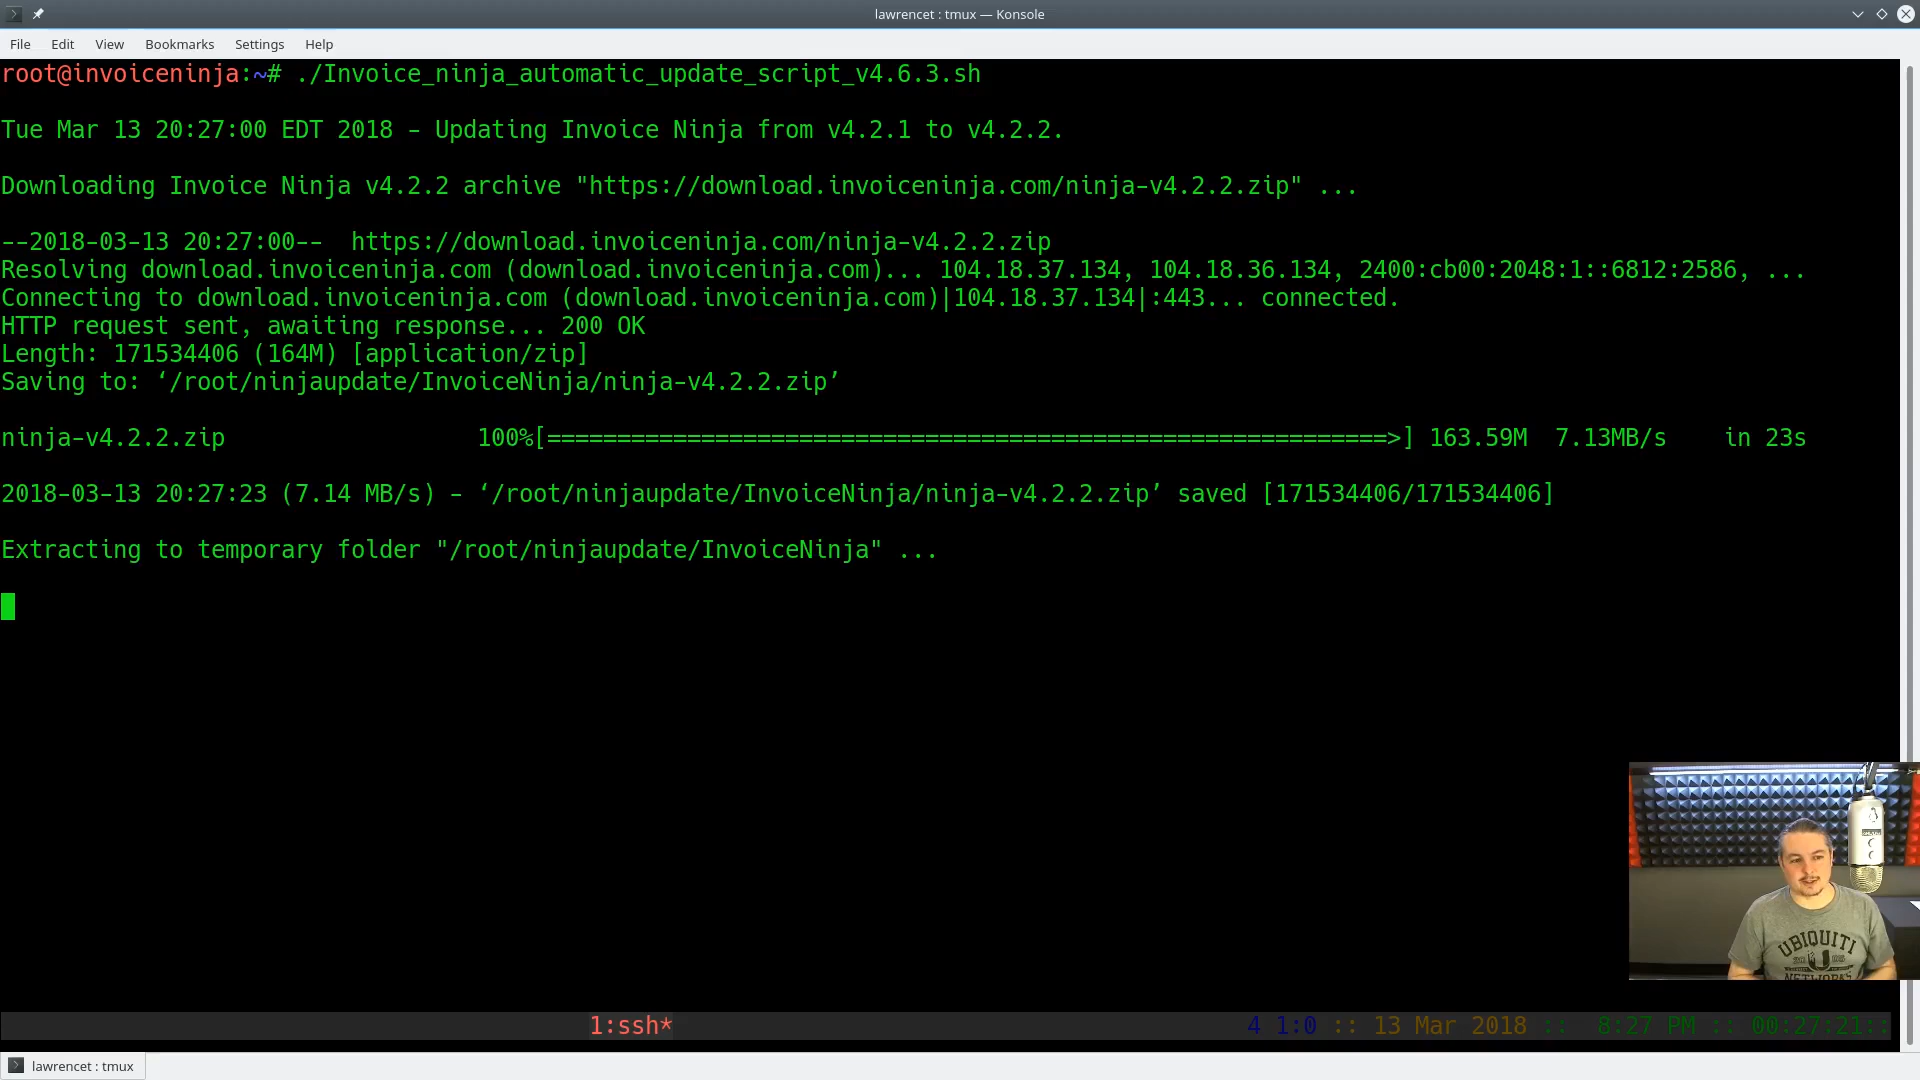 lawrencet : tmux — Konsole
File Edit View Bookmarks Settings Help
root@invoiceninja:~# ./Invoice_ninja_automatic_update_script_v4.6.3.sh
Tue Mar 13 20:27:00 EDT 2018 - Updating Invoice Ninja from v4.2.1 to v4.2.2.
Downloading Invoice Ninja v4.2.2 archive "https://download.invoiceninja.com/ninja-v4.2.2.zip" ...
--2018-03-13 20:27:00--  https://download.invoiceninja.com/ninja-v4.2.2.zip
Resolving download.invoiceninja.com (download.invoiceninja.com)... 104.18.37.134, 104.18.36.134, 2400:cb00:2048:1::6812:2586, ...
Connecting to download.invoiceninja.com (download.invoiceninja.com)|104.18.37.134|:443... connected.
HTTP request sent, awaiting response... 200 OK
Length: 171534406 (164M) [application/zip]
Saving to: ‘/root/ninjaupdate/InvoiceNinja/ninja-v4.2.2.zip’
ninja-v4.2.2.zip 100%[============================================================>] 163.59M 7.13MB/s in 23s
2018-03-13 20:27:23 (7.14 MB/s) - ‘/root/ninjaupdate/InvoiceNinja/ninja-v4.2.2.zip’ saved [171534406/171534406]
Extracting to temporary folder "/root/ninjaupdate/InvoiceNinja" ...
UBIQUITI
NETWORKS
1:ssh* 4 1:0 :: 13 Mar 2018 :: 8:27 PM :: 00:27:21::
lawrencet : tmux